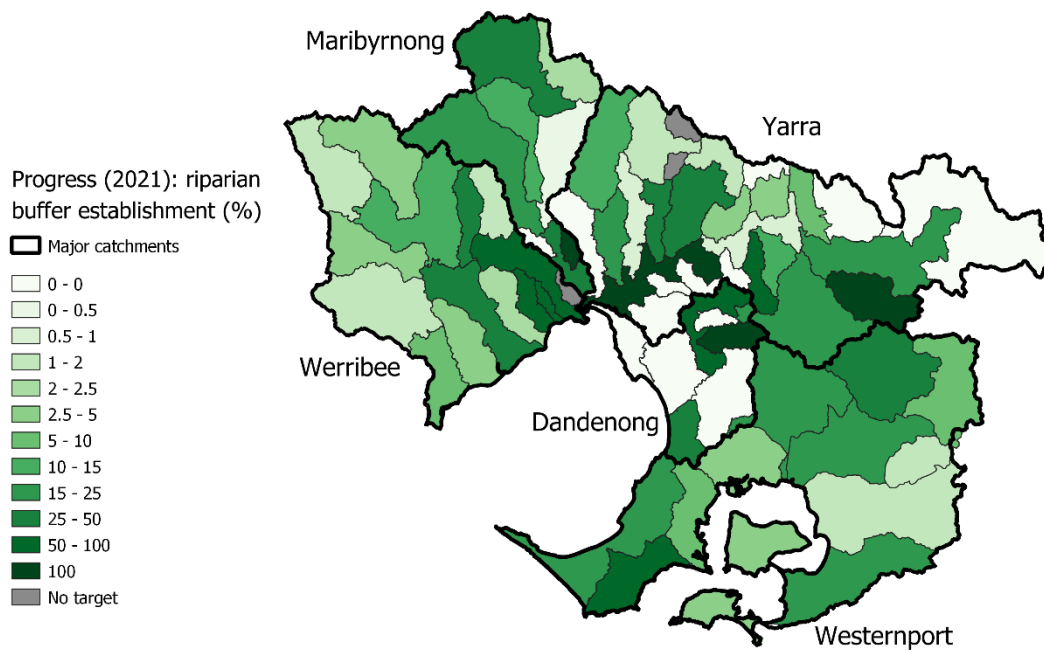 Maribyrnong
Yarra
Progress (2021): riparian
buffer establishment (%)
Major catchments
0 - 0
0 - 0.5
0.5 - 1
1 - 2
2 - 2.5
2.5 - 5
5 - 10
10 - 15
15 - 25
25 - 50
50 - 100
100
No target
Werribee
Dandenong
Westernport